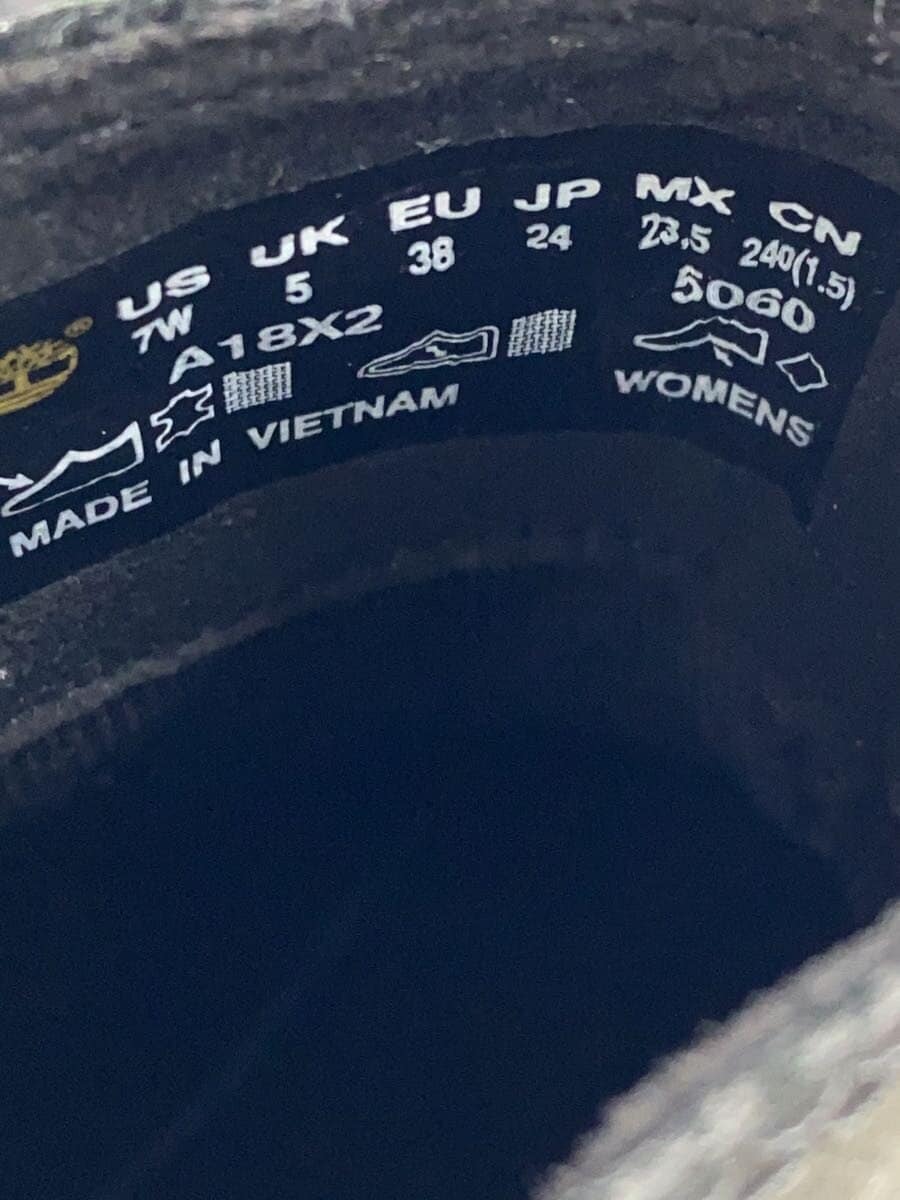 US UK EU JP MX CN
7W 5 38 24 23,5 240(1.5)
A18X2 5060
MADE IN VIETNAM WOMENS
®